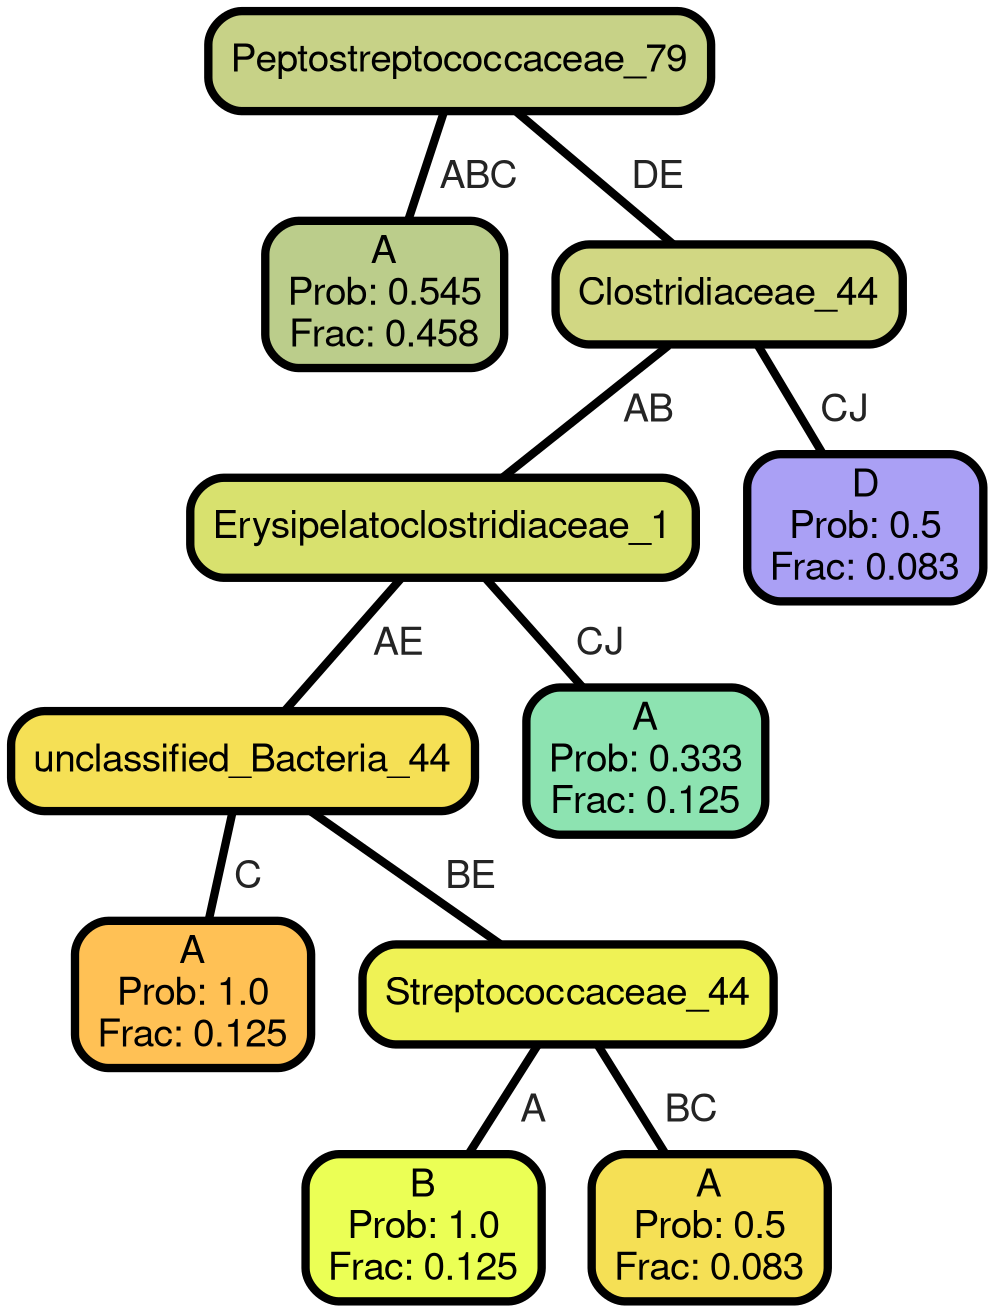 Peptostreptococcaceae_79
ABC
DE
A
Prob: 0.545
Frac: 0.458
Clostridiaceae_44
AB
CJ
D
Prob: 0.5
Frac: 0.083
Erysipelatoclostridiaceae_1
AE
CJ
A
Prob: 0.333
Frac: 0.125
unclassified_Bacteria_44
C
BE
A
Prob: 1.0
Frac: 0.125
Streptococcaceae_44
A
BC
B
Prob: 1.0
Frac: 0.125
A
Prob: 0.5
Frac: 0.083